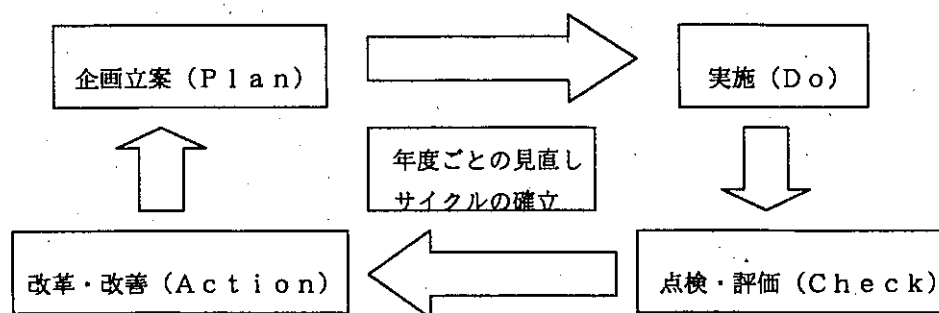 企画立案（Ｐｌａｎ）
実施（Ｄｏ）
年度ごとの見直し
サイクルの確立
改革・改善（Ａｃｔｉｏｎ）
点検・評価（Ｃｈｅｃｋ）